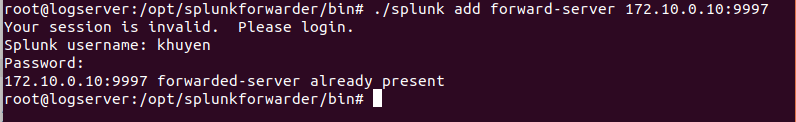 root@logserver:/opt/splunkforwarder/bin# ./splunk add forward-server 172.10.0.10:9997
Your session is invalid.  Please login.
Splunk username: khuyen
Password:
172.10.0.10:9997 forwarded-server already present
root@logserver:/opt/splunkforwarder/bin#